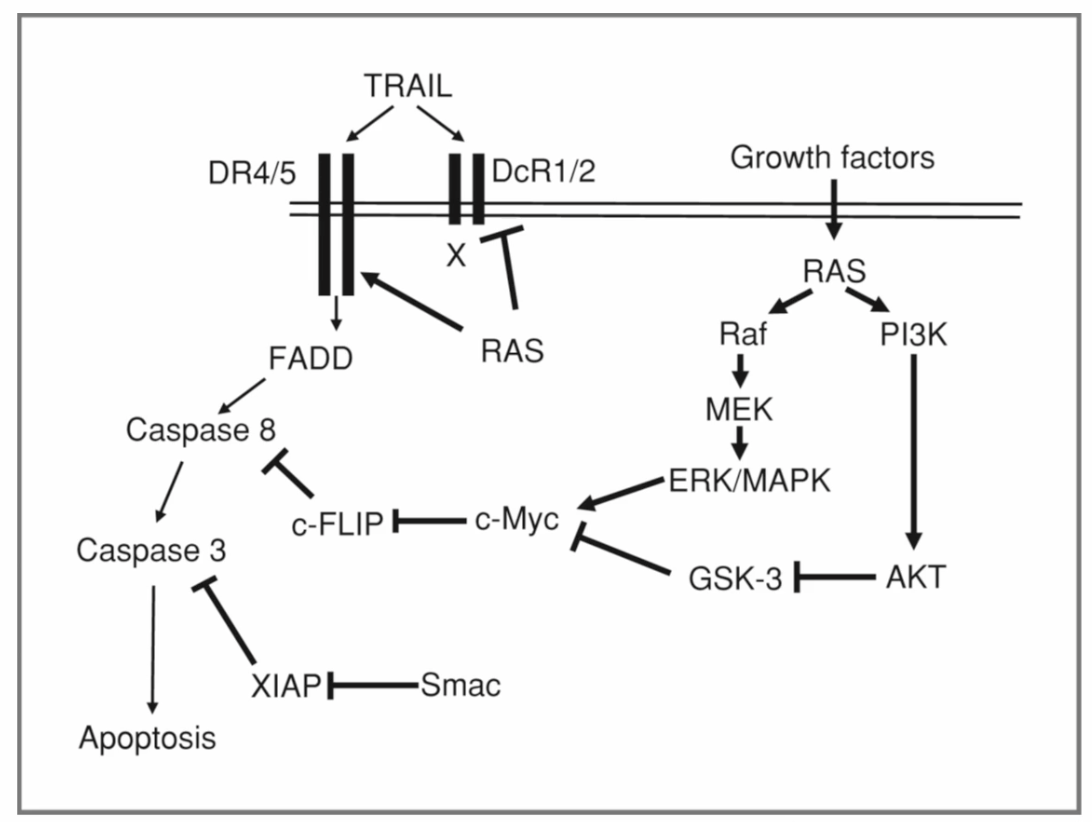 TRAIL
DR4/5
DcR1/2
Growth factors
X
RAS
RAS
Raf
PI3K
FADD
MEK
Caspase 8
ERK/MAPK
c-FLIP
c-Myc
Caspase 3
GSK-3
AKT
XIAP
Smac
Apoptosis